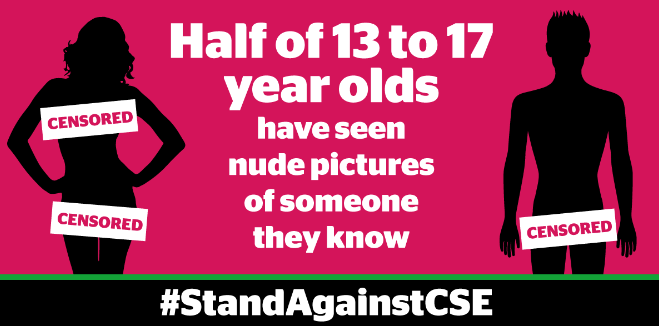 Half of 13 to 17
year olds
have seen
nude pictures
of someone
they know
CENSORED
CENSORED
CENSORED
#StandAgainstCSE